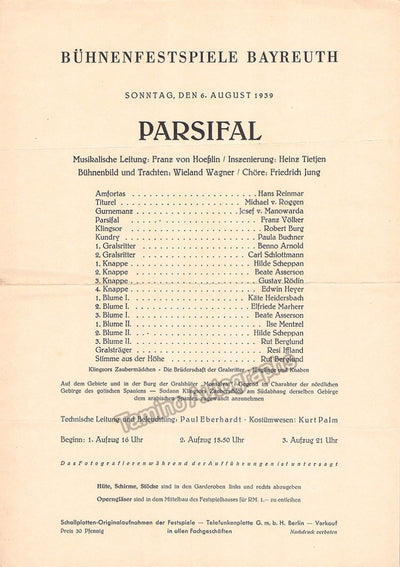 BÜHNENFESTSPIELE BAYREUTH
SONNTAG, DEN 6. AUGUST 1939
PARSIFAL
Musikalische Leitung: Franz von Hoeßlin / Inszenierung: Heinz Tietjen
Bühnenbild und Trachten: Wieland Wagner / Chöre: Friedrich Jung
Amfortas . . . . . . . . . . . . . . . . Hans Reinmar
Titurel . . . . . . . . . . . . . . . . Michael v. Roggen
Gurnemanz . . . . . . . . . . . . . . . . Josef v. Manowarda
Parsifal . . . . . . . . . . . . . . . . Franz Völker
Klingsor . . . . . . . . . . . . . . . . Robert Burg
Kundry . . . . . . . . . . . . . . . . Paula Buchner
1. Gralsritter . . . . . . . . . . . . . . . . Benno Arnold
2. Gralsritter . . . . . . . . . . . . . . . . Carl Schlottmann
1. Knappe . . . . . . . . . . . . . . . . Hilde Scheppan
2. Knappe . . . . . . . . . . . . . . . . Beate Asserson
3. Knappe . . . . . . . . . . . . . . . . Gustav Rödin
4. Knappe . . . . . . . . . . . . . . . . Edwin Heyer
1. Blume I. . . . . . . . . . . . . . . . . Käte Heidersbach
2. Blume I. . . . . . . . . . . . . . . . . Elfriede Marherr
3. Blume I. . . . . . . . . . . . . . . . . Beate Asserson
1. Blume II. . . . . . . . . . . . . . . . . Ilse Mentzel
2. Blume II. . . . . . . . . . . . . . . . . Hilde Scheppan
3. Blume II. . . . . . . . . . . . . . . . . Rut Berglund
Gralsträger . . . . . . . . . . . . . . . . Resi Iffland
Stimme aus der Höhe . . . . . . . . . . . . . . . . Rut Berglund
Klingsors Zaubermädchen - Die Brüderschaft der Gralsritter - Jünglinge und Knaben
Auf dem Gebiete und in der Burg der Gralshüter "Monsalvat"; Gegend im Charakter der nördlichen
Gebirge des gotischen Spaniens — Sodann Klingsors Zauberschloß am Südabhang derselben Gebirge
dem arabischen Spanien zugewandt anzunehmen
Technische Leitung und Beleuchtung: Paul Eberhardt - Kostümwesen: Kurt Palm
Beginn: 1. Aufzug 16 Uhr 2. Aufzug 18.50 Uhr 3. Aufzug 21 Uhr
Das Fotografieren während der Aufführungen ist untersagt
Hüte, Schirme, Stöcke sind in den Garderoben links und rechts abzugeben
Operngläser sind in dem Mittelbau des Festspielhauses für RM. 1.— zu entleihen
Schallplatten-Originalaufnahmen der Festspiele — Telefunkenplatte G. m. b. H. Berlin — Verkauf
Preis 30 Pfennig in allen Fachgeschäften Nachdruck verboten
Tamino Autographs